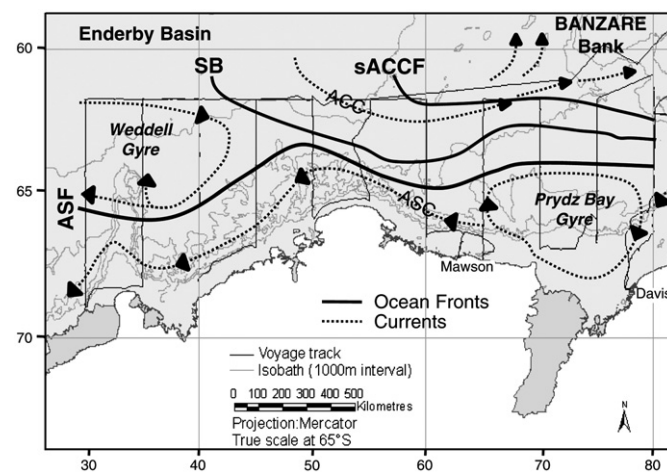 Enderby Basin
BANZARE
Bank
60
SB
sACCF
ACC
Weddell
Gyre
65
ASF
ASC
Prydz Bay
Gyre
Mawson
Davis
Ocean Fronts
Currents
70
Voyage track
Isobath (1000m interval)
0 100 200 300 400 500
Kilometres
Projection:Mercator
True scale at 65°S
N
30 40 50 60 70 80